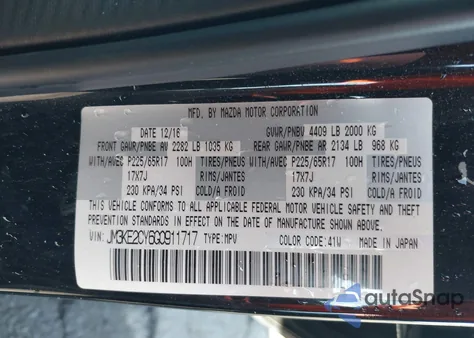 MFD. BY MAZDA MOTOR CORPORATION
DATE 12/16 GVWR/PNBV 4409 LB 2000 KG
FRONT GAWR/PNBE AV 2282 LB 1035 KG REAR GAWR/PNBE AR 2134 LB 968 KG
WITH/AVEC P225/65R17 100H TIRES/PNEUS WITH/AVEC P225/65R17 100H TIRES/PNEUS
17X7J RIMS/JANTES 17X7J RIMS/JANTES
230 KPA/34 PSI COLD/A FROID 230 KPA/34 PSI COLD/A FROID
THIS VEHICLE CONFORMS TO ALL APPLICABLE FEDERAL MOTOR VEHICLE SAFETY, BUMPER,
AND THEFT PREVENTION STANDARDS IN EFFECT ON THE DATE OF MANUFACTURE SHOWN ABOVE.
VIN: JM3KE2CY6G0911717 TYPE:MPV COLOR CODE:41W MADE IN JAPAN
autoSnap